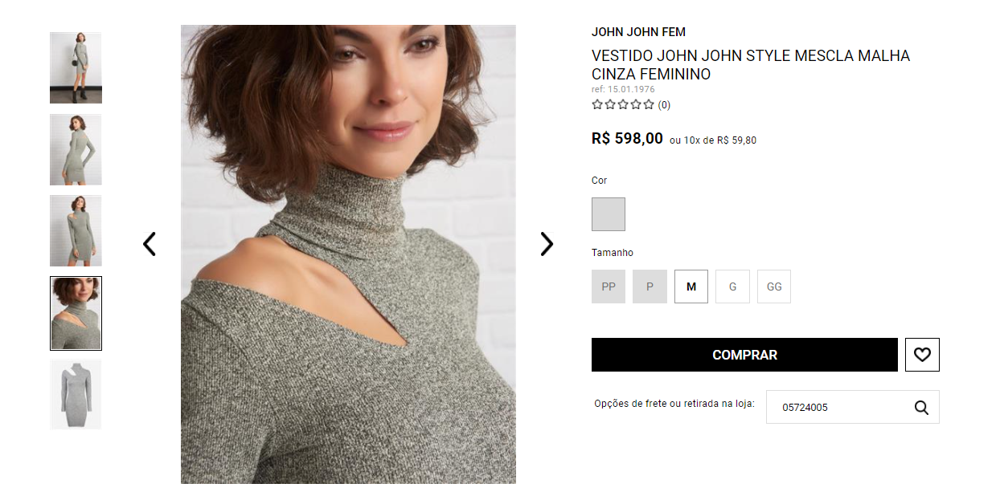 JOHN JOHN FEM
VESTIDO JOHN JOHN STYLE MESCLA MALHA
CINZA FEMININO
ref: 15.01.1976
(0)
R$ 598,00 ou 10x de R$ 59,80
Cor
Tamanho
PP P M G GG
COMPRAR
Opções de frete ou retirada na loja: 05724005